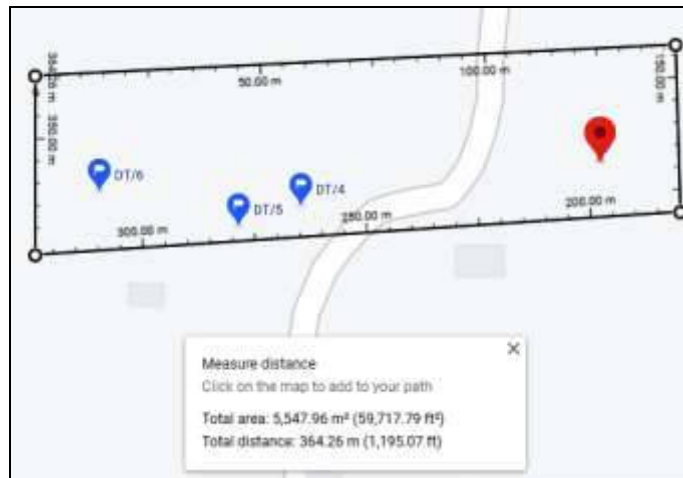 364.26 m
50.00 m
100.00 m
150.00 m
350.00 m
DT/6
DT/5
DT/4
300.00 m
250.00 m
200.00 m
Measure distance
Click on the map to add to your path
Total area: 5,547.96 m² (59,717.79 ft²)
Total distance: 364.26 m (1,195.07 ft)